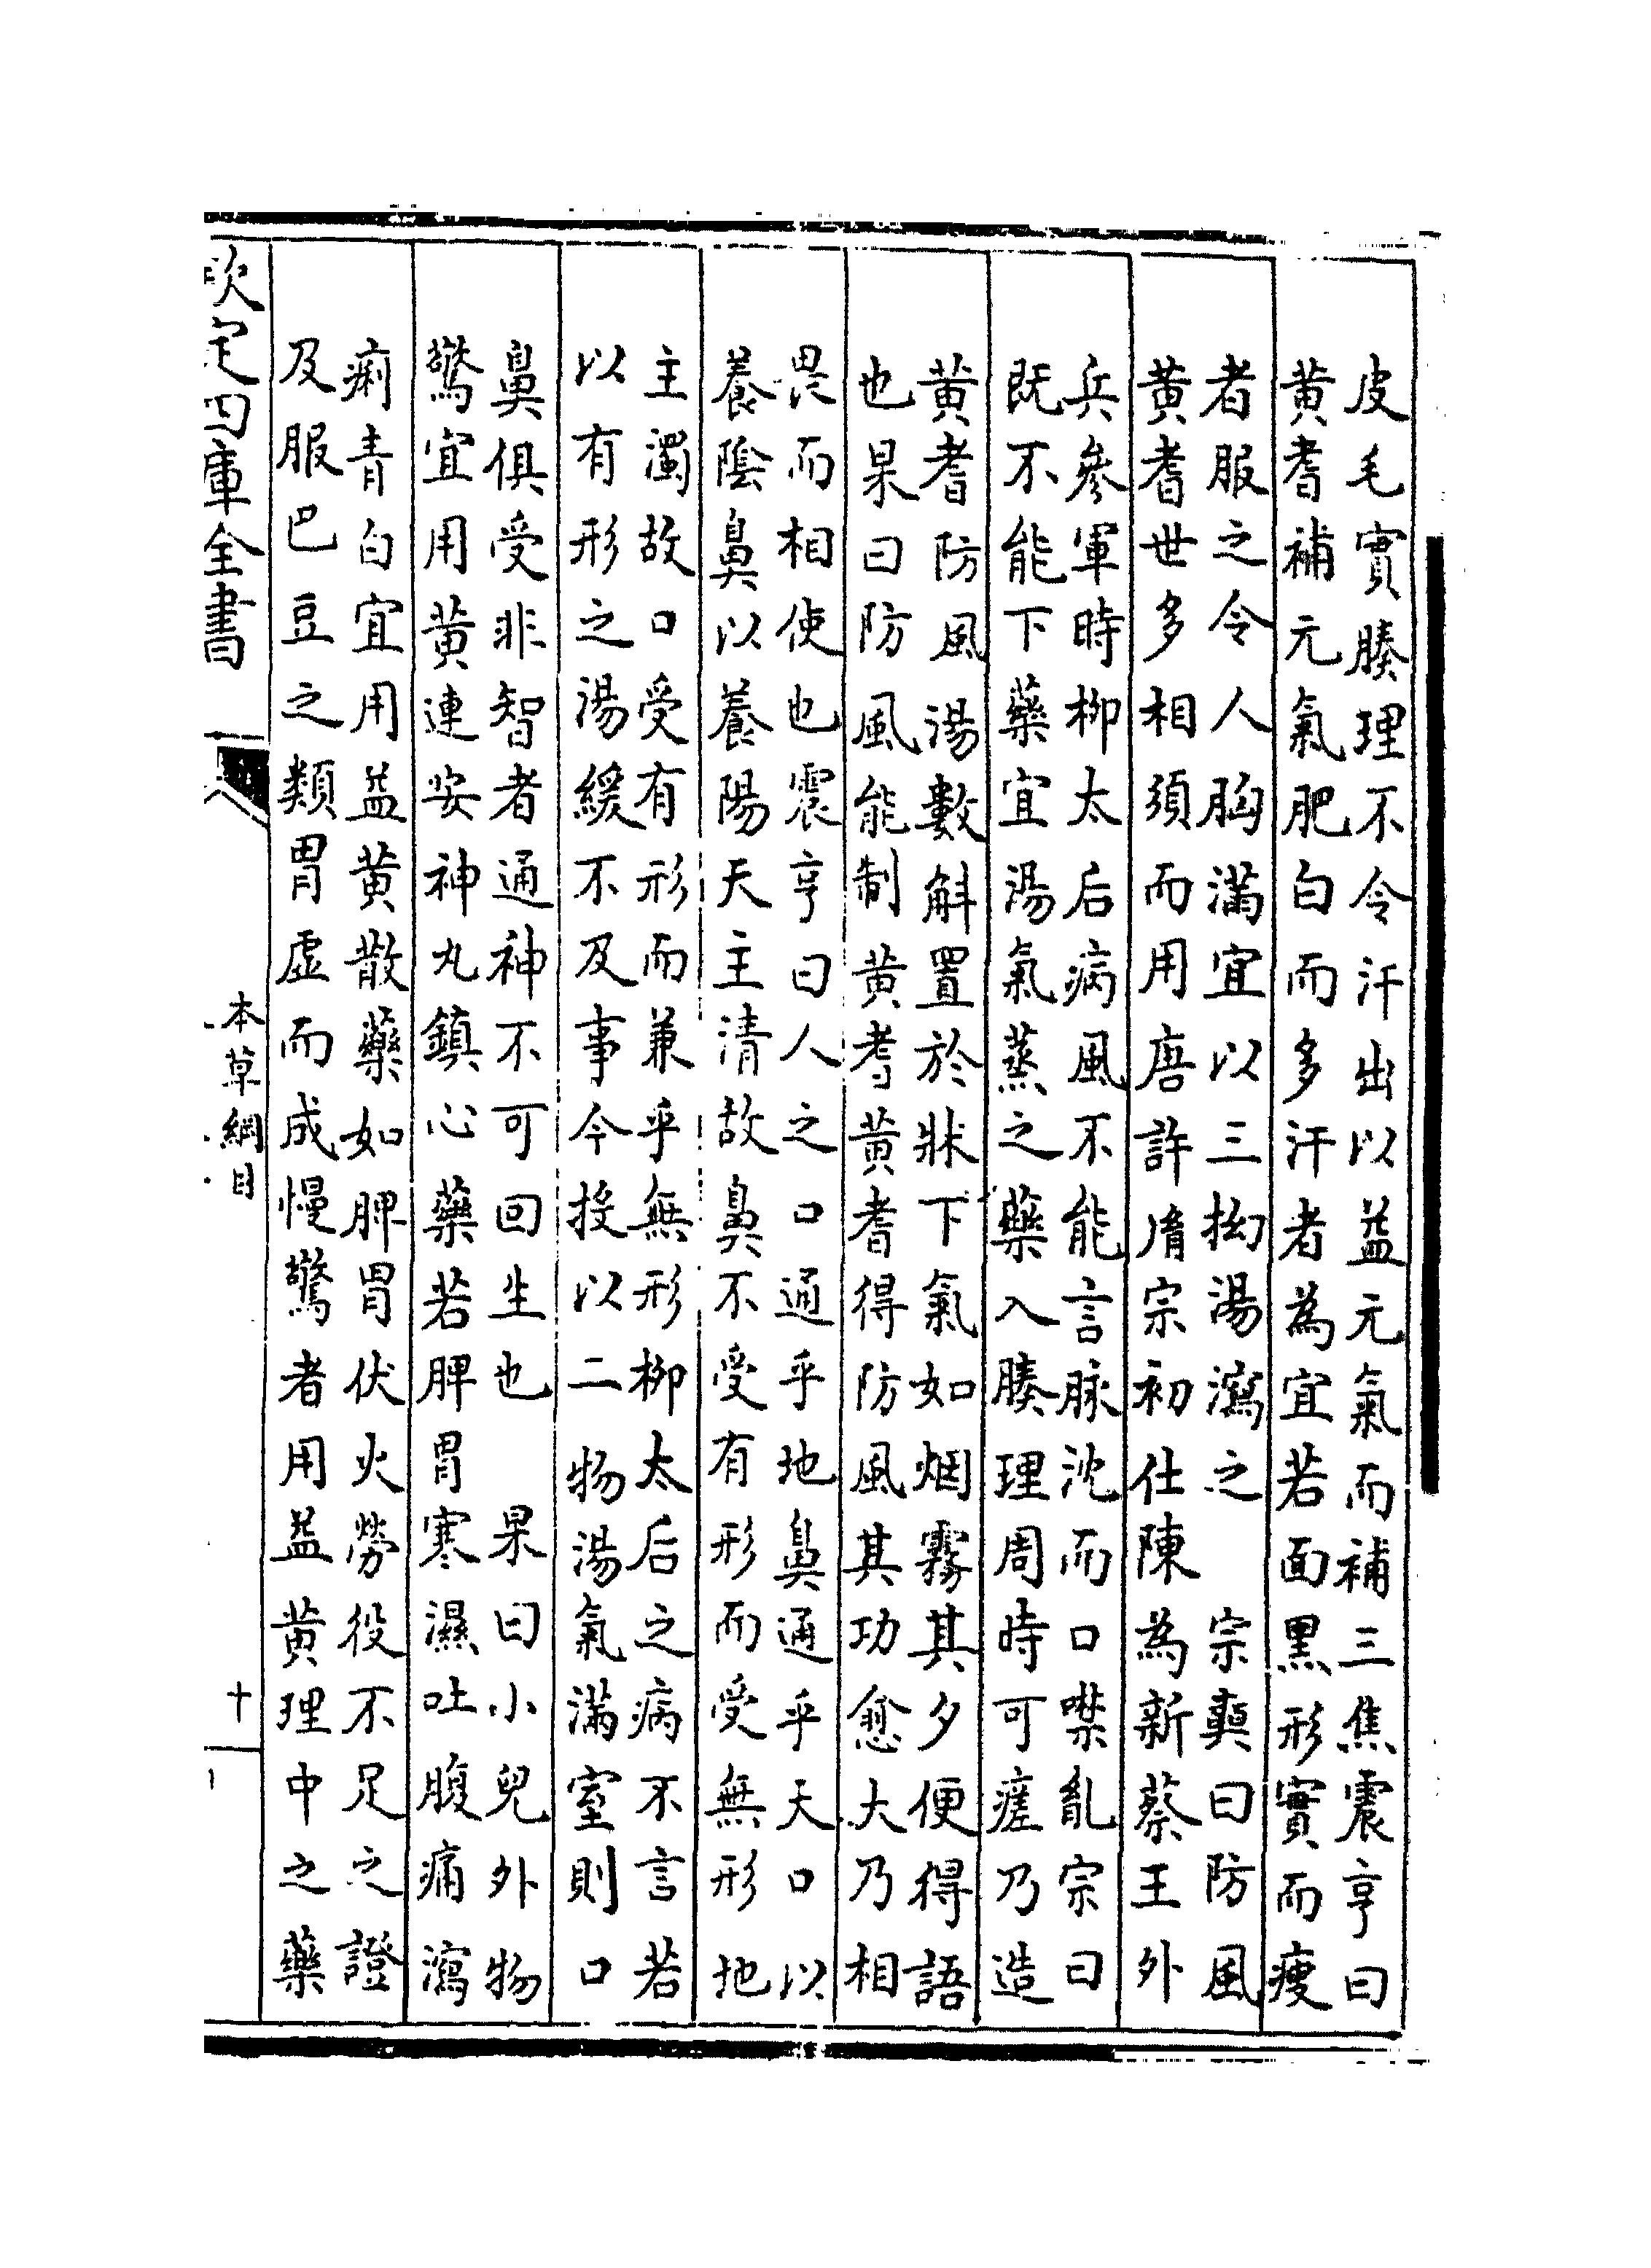 皮毛實腠理不令汗出以益元氣而補三焦震亨曰
黄耆補元氣肥白而多汗者為宜若面黒形實而瘦
者服之令人胸滿宜以三拗湯瀉之　宗奭曰防風
黄耆世多相須而用唐許𦙍宗初仕陳為新蔡王外
兵參軍時柳太后病風不能言脉沈而口噤亂宗曰
既不能下藥宜湯氣蒸之藥入腠理周時可瘥乃造
黄耆防風湯數斛置於牀下氣如烟霧其夕便得語
也杲曰防風能制黄耆黄耆得防風其功愈大乃相
畏而相使也震亨曰人之口通乎地鼻通乎天口以
養陰鼻以養陽天主清故鼻不受有形而受無形地
主濁故口受有形而兼乎無形栁太后之病不言若
以有形之湯緩不及事今投以二物湯氣滿室則口
鼻俱受非智者通神不可回生也　杲曰小兒外物
驚宜用黄連安神丸鎮心藥若脾胃寒濕吐腹痛瀉
痢青白宜用益黄散藥如脾胃伏火勞役不足之證
及服巴豆之類胃虚而成慢驚者用益黄理中之藥
欽定四庫全書
本草綱目
十